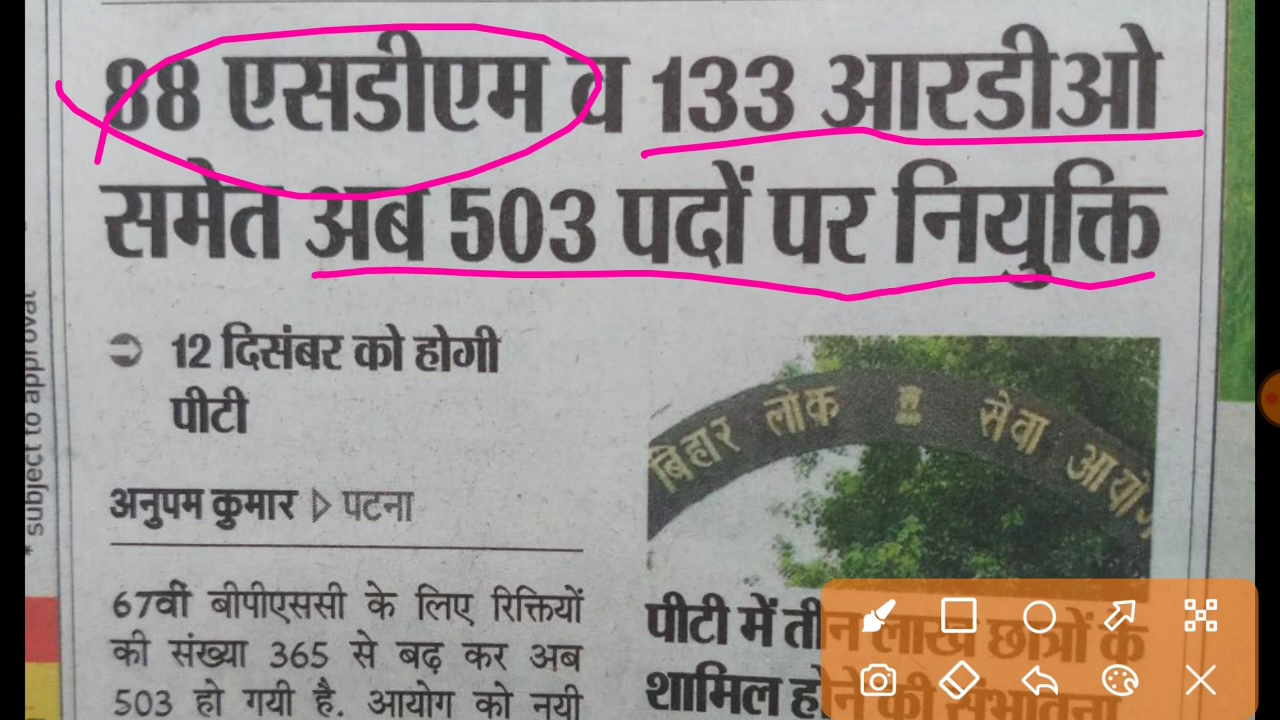 88 एसडीएम व 133 आरडीओ
समेत अब 503 पदों पर नियुक्ति
12 दिसंबर को होगी
पीटी
अनुपम कुमार ▷ पटना
67वीं बीपीएससी के लिए रिक्तियों
की संख्या 365 से बढ़ कर अब
503 हो गयी है. आयोग को नयी
बिहार लोक सेवा आयोग
पीटी में तीन लाख छात्रों के
शामिल होने की संभावना
* subject to approval